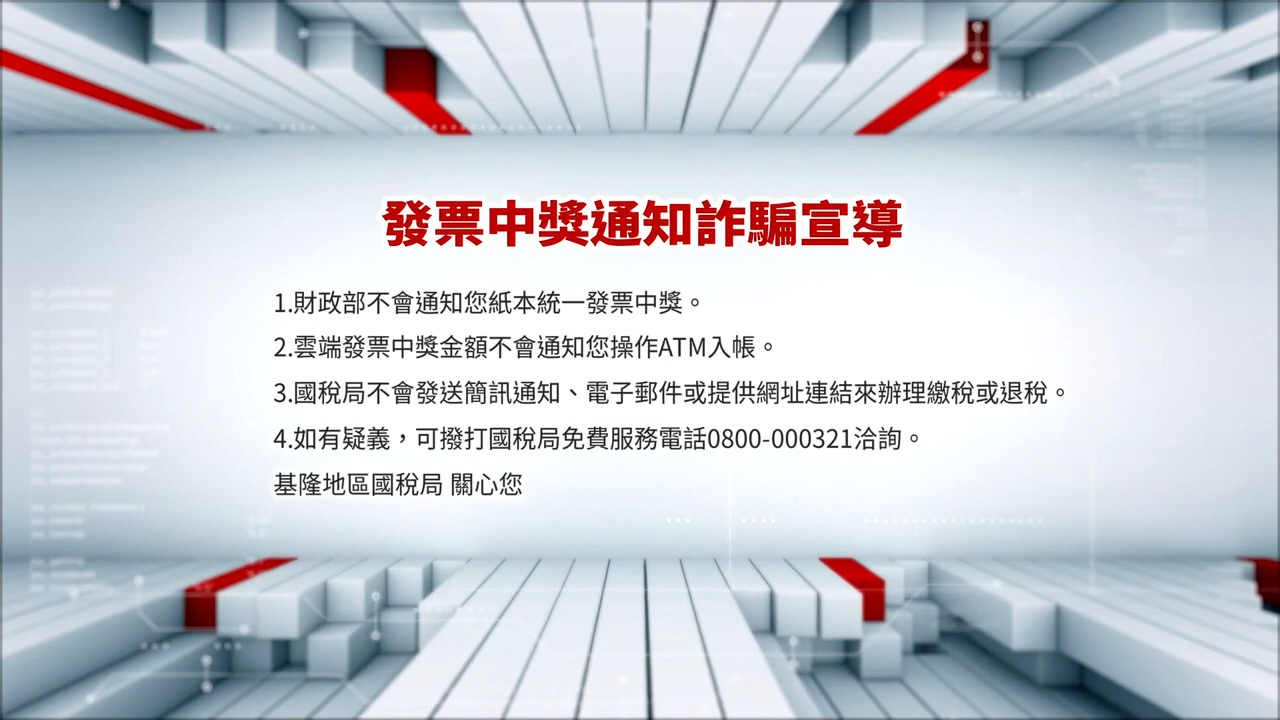 發票中獎通知詐騙宣導
1.財政部不會通知您紙本統一發票中獎。
2.雲端發票中獎金額不會通知您操作ATM入帳。
3.國稅局不會發送簡訊通知、電子郵件或提供網址連結來辦理繳稅或退稅。
4.如有疑義，可撥打國稅局免費服務電話0800-000321洽詢。
基隆地區國稅局 關心您